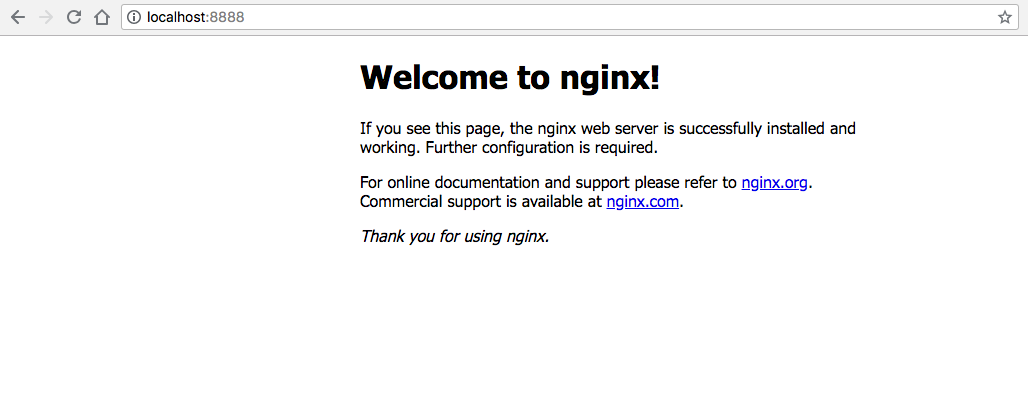 localhost:8888
Welcome to nginx!
If you see this page, the nginx web server is successfully installed and
working. Further configuration is required.
For online documentation and support please refer to nginx.org.
Commercial support is available at nginx.com.
Thank you for using nginx.